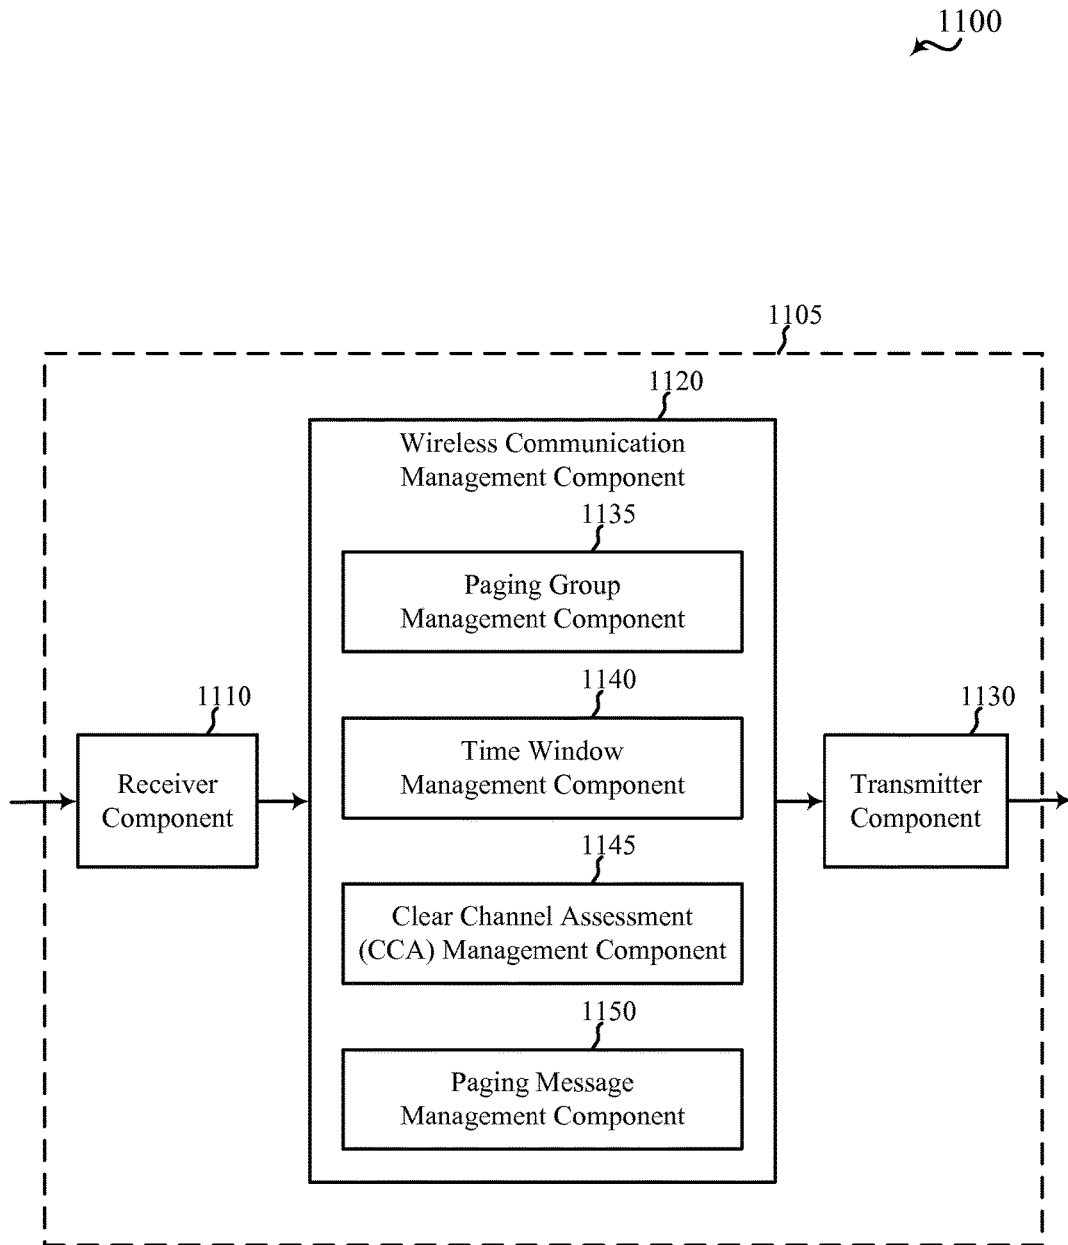 1100
1105
1120
Wireless Communication
Management Component
1135
Paging Group
Management Component
1140
Time Window
Management Component
1110
Receiver
Component
1130
Transmitter
Component
1145
Clear Channel Assessment
(CCA) Management Component
1150
Paging Message
Management Component